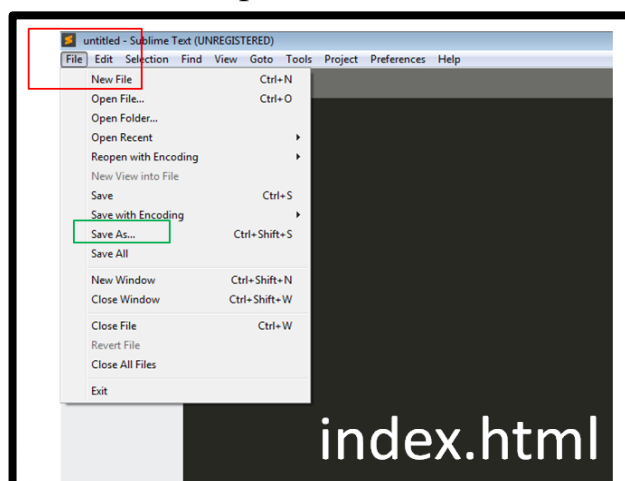 untitled - Sublime Text (UNREGISTERED)
File Edit Selection Find View Goto Tools Project Preferences Help
New File Ctrl+N
Open File... Ctrl+O
Open Folder...
Open Recent
Reopen with Encoding
New View into File
Save Ctrl+S
Save with Encoding
Save As... Ctrl+Shift+S
Save All
New Window Ctrl+Shift+N
Close Window Ctrl+Shift+W
Close File Ctrl+W
Revert File
Close All Files
Exit
index.html